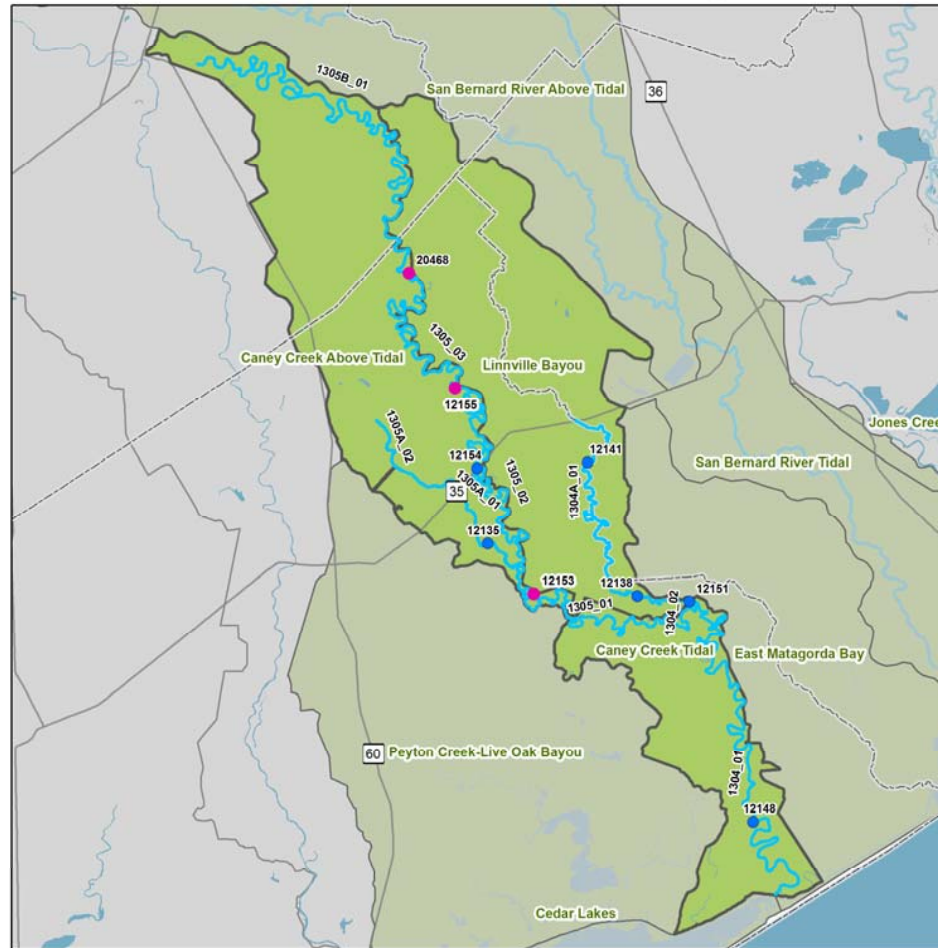 1305B_01
San Bernard River Above Tidal
36
20468
1305_03
Caney Creek Above Tidal
Linnville Bayou
12155
1305A_02
Jones Cree
12154
12141
San Bernard River Tidal
1305_02
1305A_01
1304A_01
35
12135
12153
12138
12151
1305_01
1304_02
Caney Creek Tidal
East Matagorda Bay
60
Peyton Creek-Live Oak Bayou
1304_01
12148
Cedar Lakes